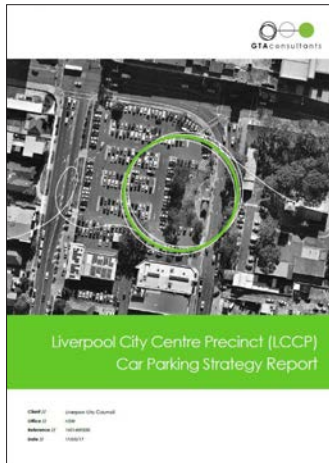 GTAconsultants
Liverpool City Centre Precinct (LCCP)
Car Parking Strategy Report
Client //
Liverpool City Council
Office //
NSW
Reference //
Date //